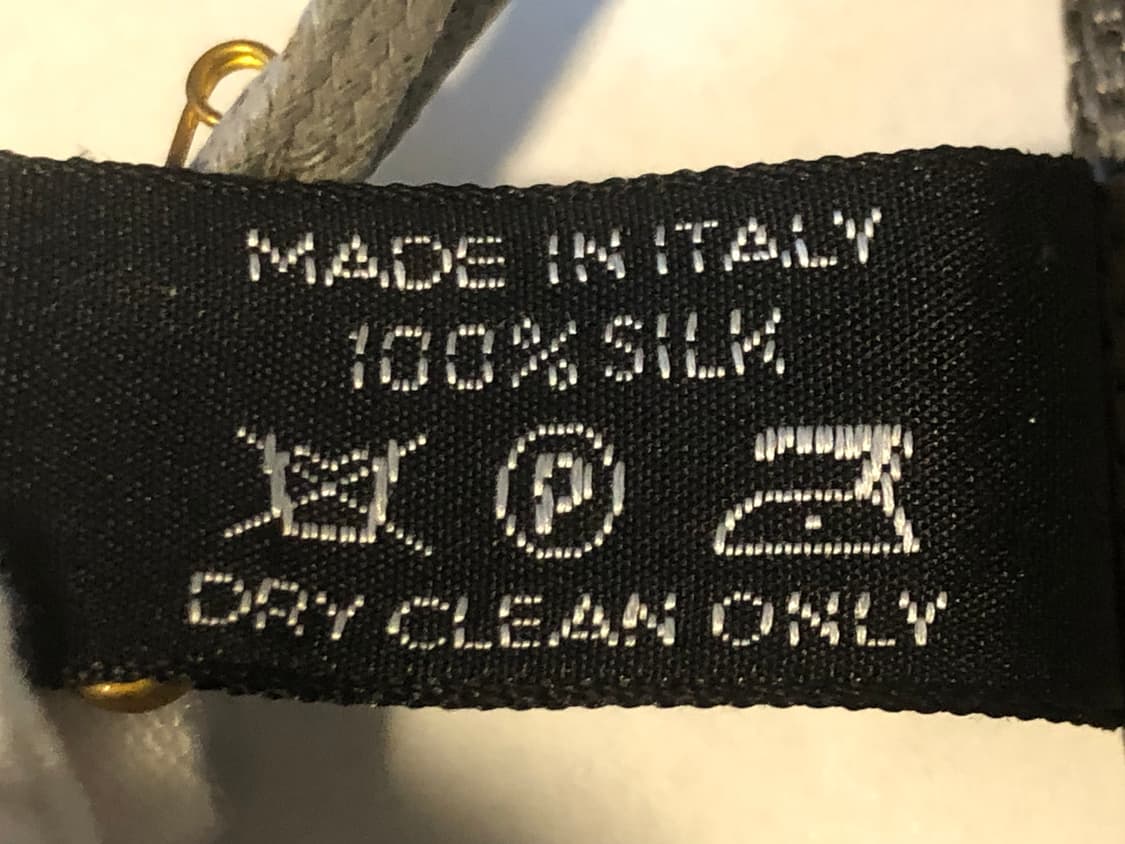 MADE IN ITALY
100% SILK
P
DRY CLEAN ONLY